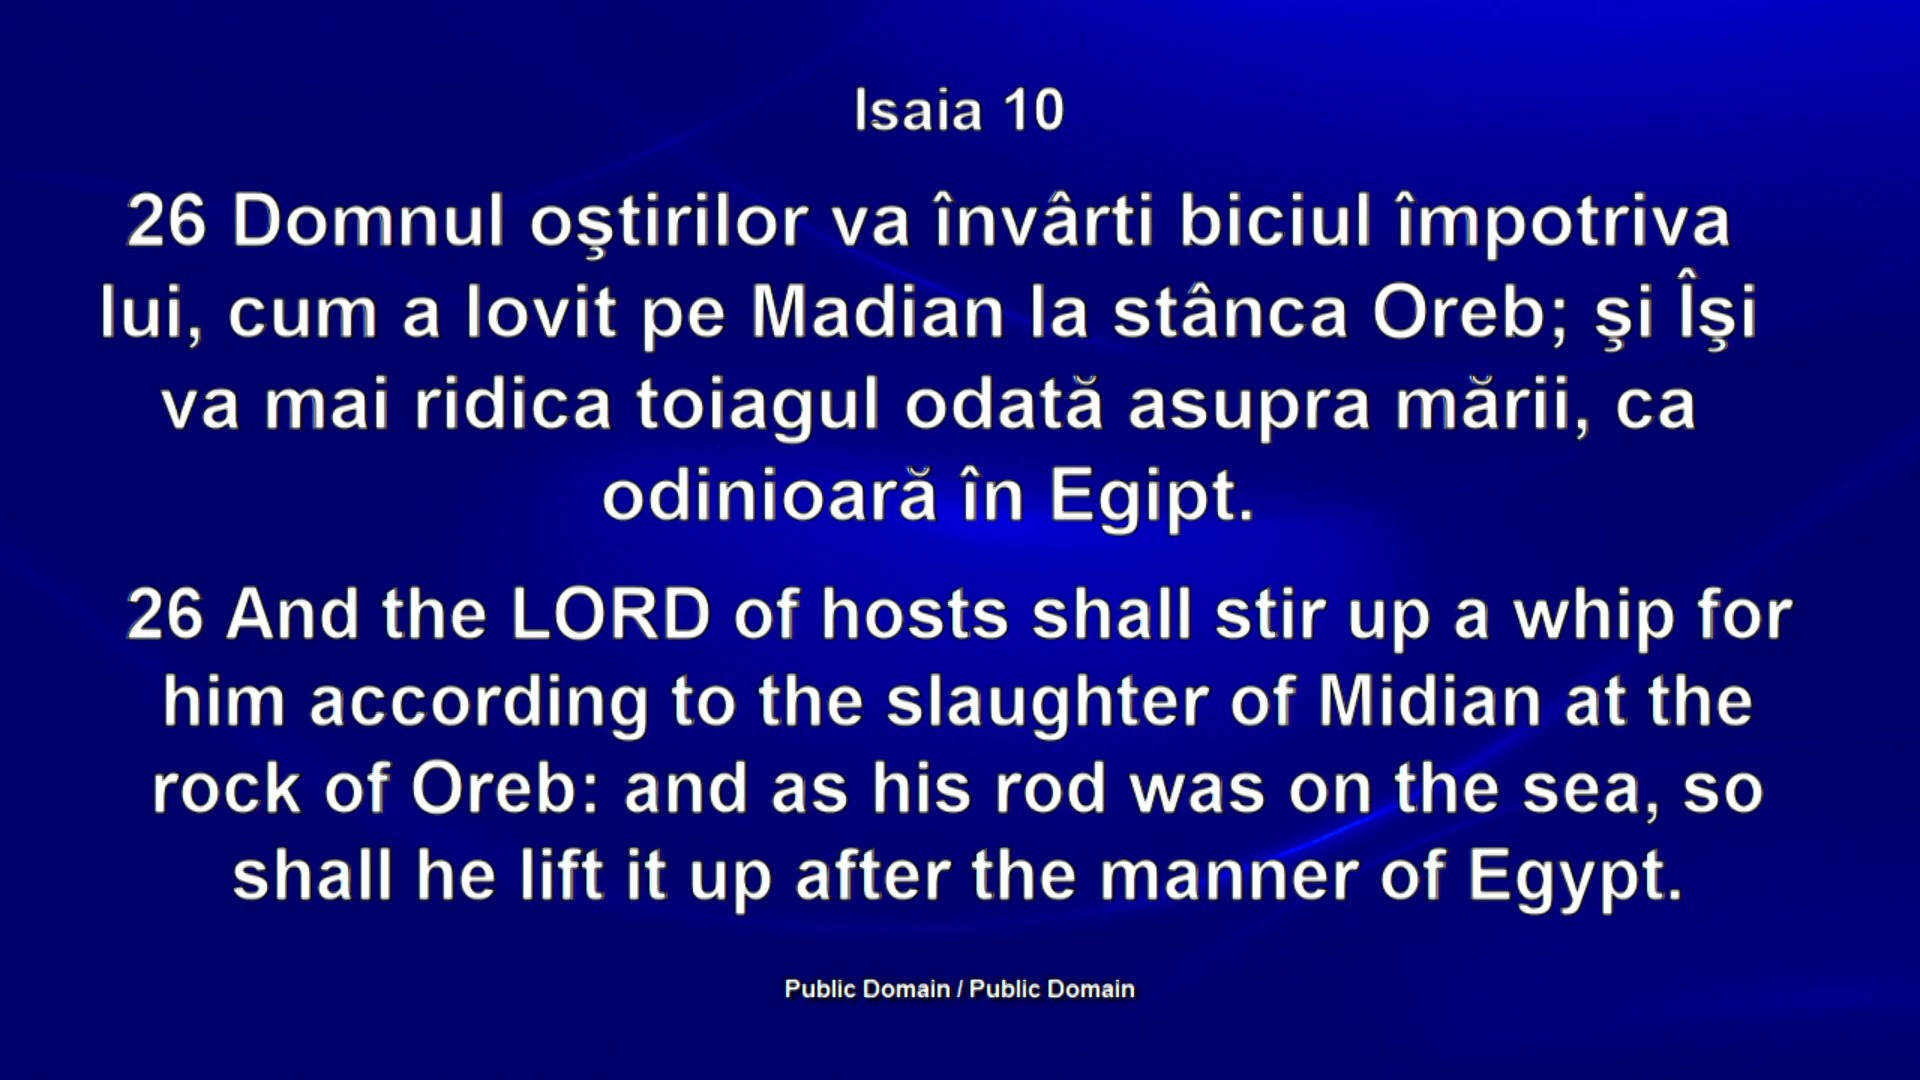 Isaia 10
26 Domnul oştirilor va învârti biciul împotriva
lui, cum a lovit pe Madian la stânca Oreb; şi Îşi
va mai ridica toiagul odată asupra mării, ca
odinioară în Egipt.
26 And the LORD of hosts shall stir up a whip for
him according to the slaughter of Midian at the
rock of Oreb: and as his rod was on the sea, so
shall he lift it up after the manner of Egypt.
Public Domain / Public Domain